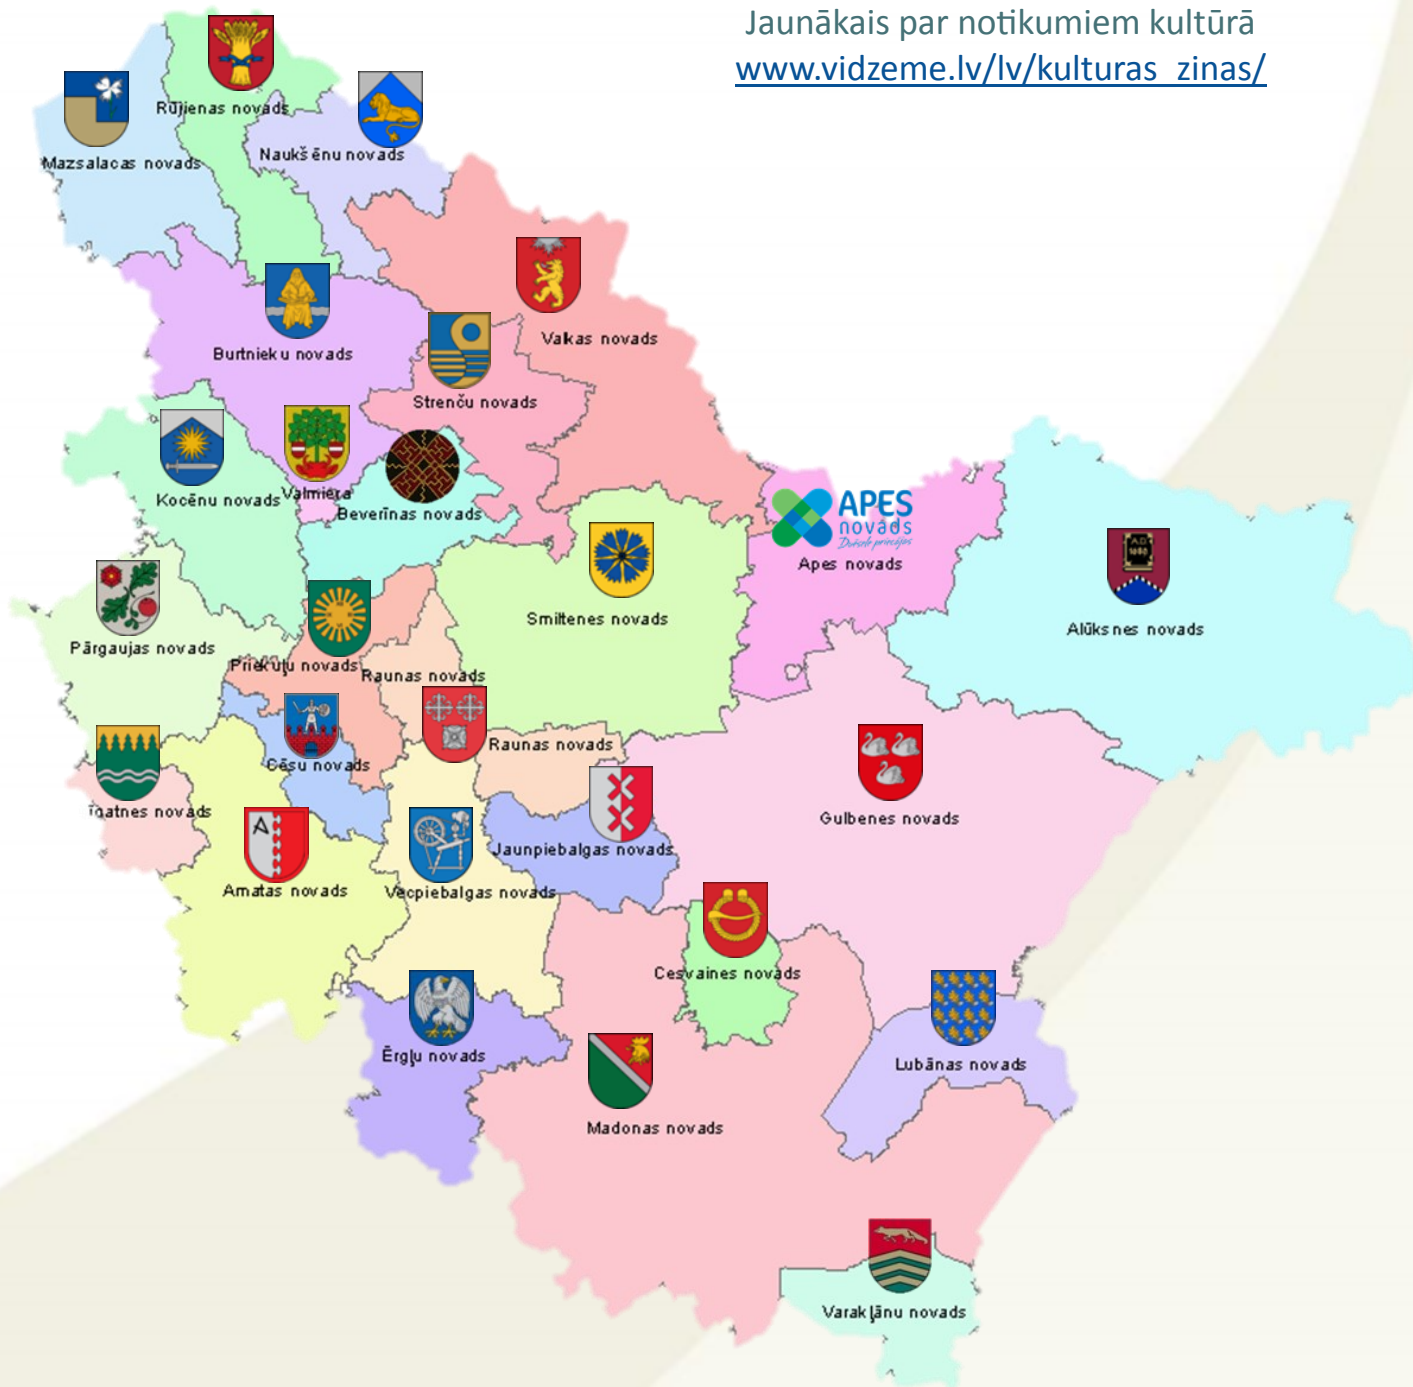 Jaunākais par notikumiem kultūrā
www.vidzeme.lv/lv/kulturas_zinas/
Rūjienas novads
Mazsalacas novads
Naukšēnu novads
Valkas novads
Burtnieku novads
Strenču novads
Kocēnu novads
Valmiera
Beverīnas novads
APES
novads
Apes novads
Smiltenes novads
Alūksnes novads
Pārgaujas novads
Priekuļu novads
Raunas novads
Raunas novads
Cēsu novads
Īgatnes novads
Gulbenes novads
Jaunpiebalgas novads
Amatas novads
Vecpiebalgas novads
Cesvaines novads
Ērgļu novads
Lubānas novads
Madonas novads
Varakļānu novads